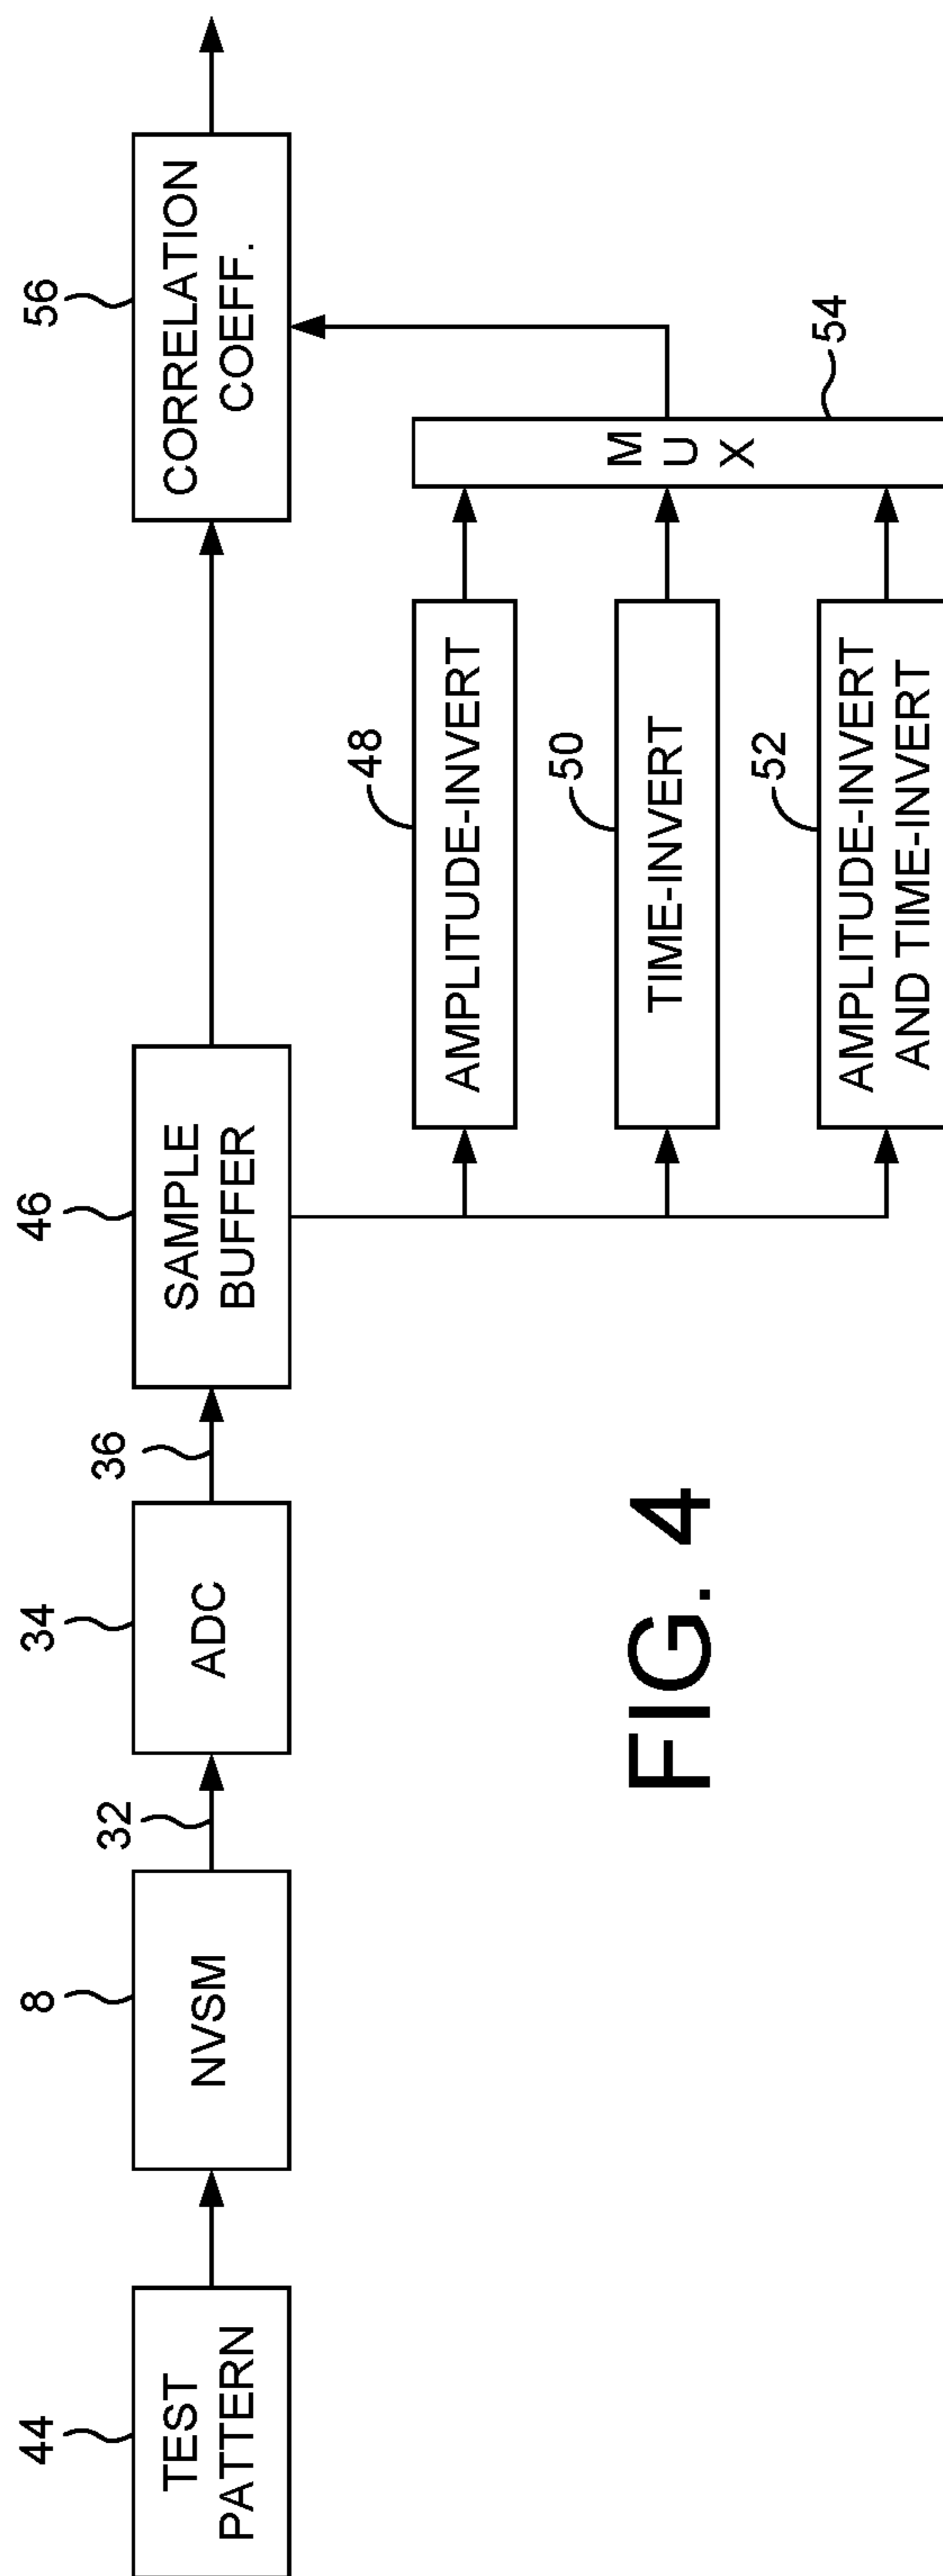 44
TEST
PATTERN
8
NVSM
32
34
ADC
36
46
SAMPLE
BUFFER
56
CORRELATION
COEFF.
48
AMPLITUDE-INVERT
50
TIME-INVERT
52
AMPLITUDE-INVERT
AND TIME-INVERT
M
U
X
54
FIG. 4